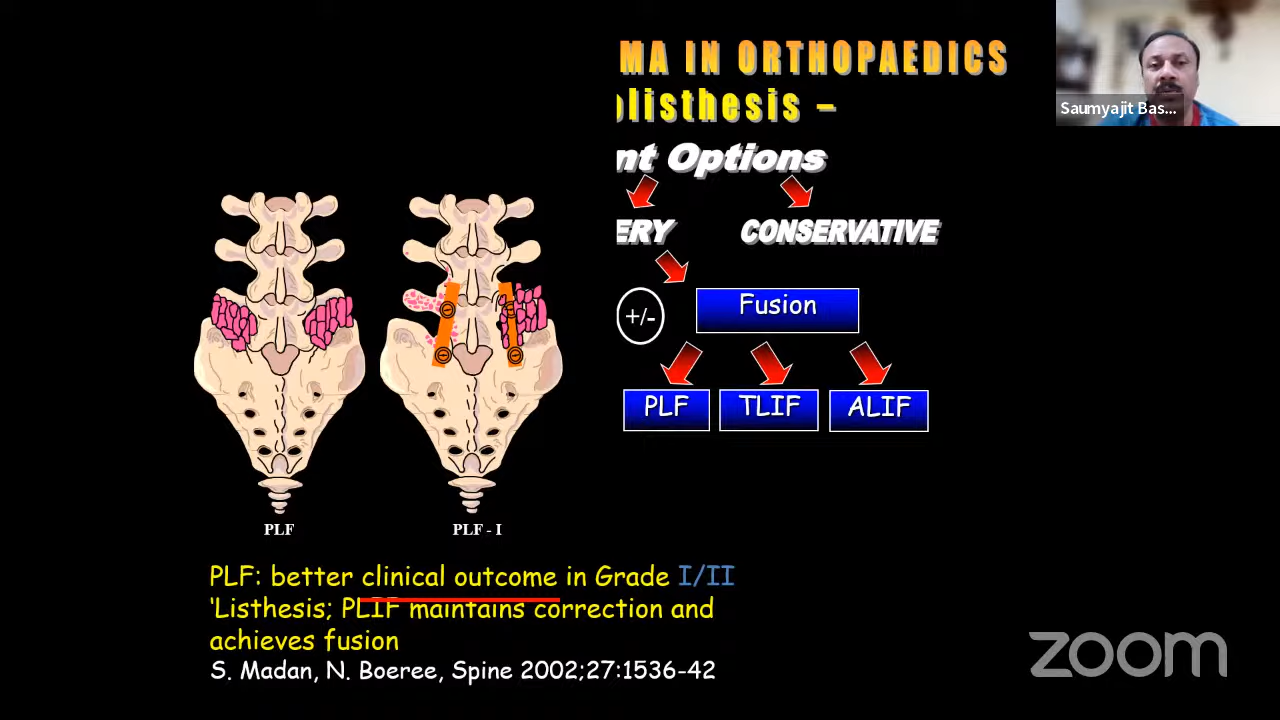 MA IN ORTHOPAEDICS
olisthesis –
nt Options
ERY CONSERVATIVE
+/-
Fusion
PLF TLIF ALIF
PLF
PLF - I
PLF: better clinical outcome in Grade I/II
'Listhesis; PLIF maintains correction and
achieves fusion
S. Madan, N. Boeree, Spine 2002;27:1536-42
Saumyajit Bas...
zoom